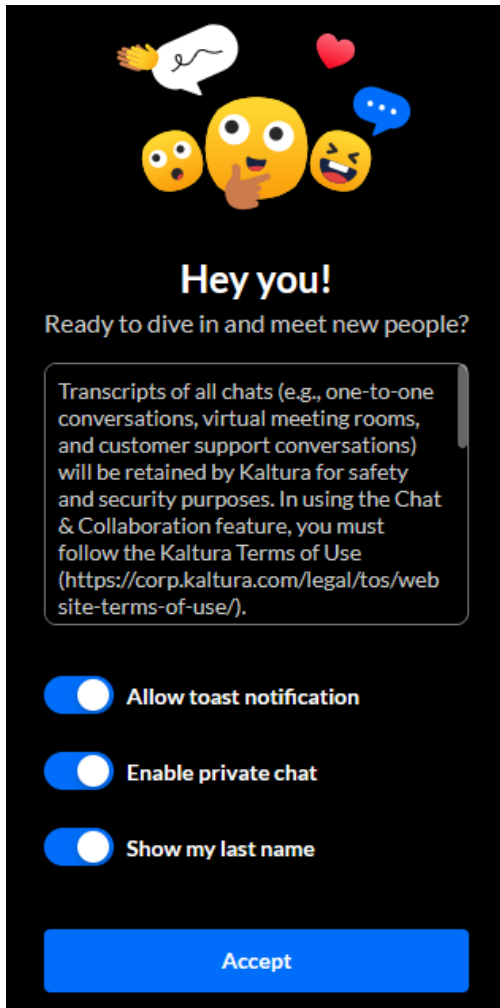 Hey you!
Ready to dive in and meet new people?
Transcripts of all chats (e.g., one-to-one
conversations, virtual meeting rooms,
and customer support conversations)
will be retained by Kaltura for safety
and security purposes. In using the Chat
& Collaboration feature, you must
follow the Kaltura Terms of Use
(https://corp.kaltura.com/legal/tos/web
site-terms-of-use/).
Allow toast notification
Enable private chat
Show my last name
Accept